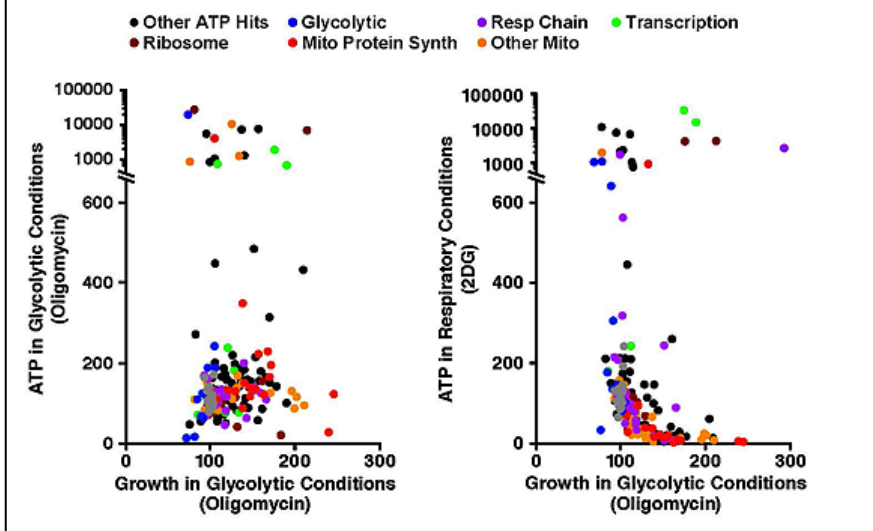 Other ATP Hits Glycolytic Resp Chain Transcription
Ribosome Mito Protein Synth Other Mito
ATP in Glycolytic Conditions
(Oligomycin)
100000
10000
1000
600
400
200
0
0 100 200 300
Growth in Glycolytic Conditions
(Oligomycin)
ATP in Respiratory Conditions
(2DG)
100000
10000
1000
600
400
200
0
0 100 200 300
Growth in Glycolytic Conditions
(Oligomycin)